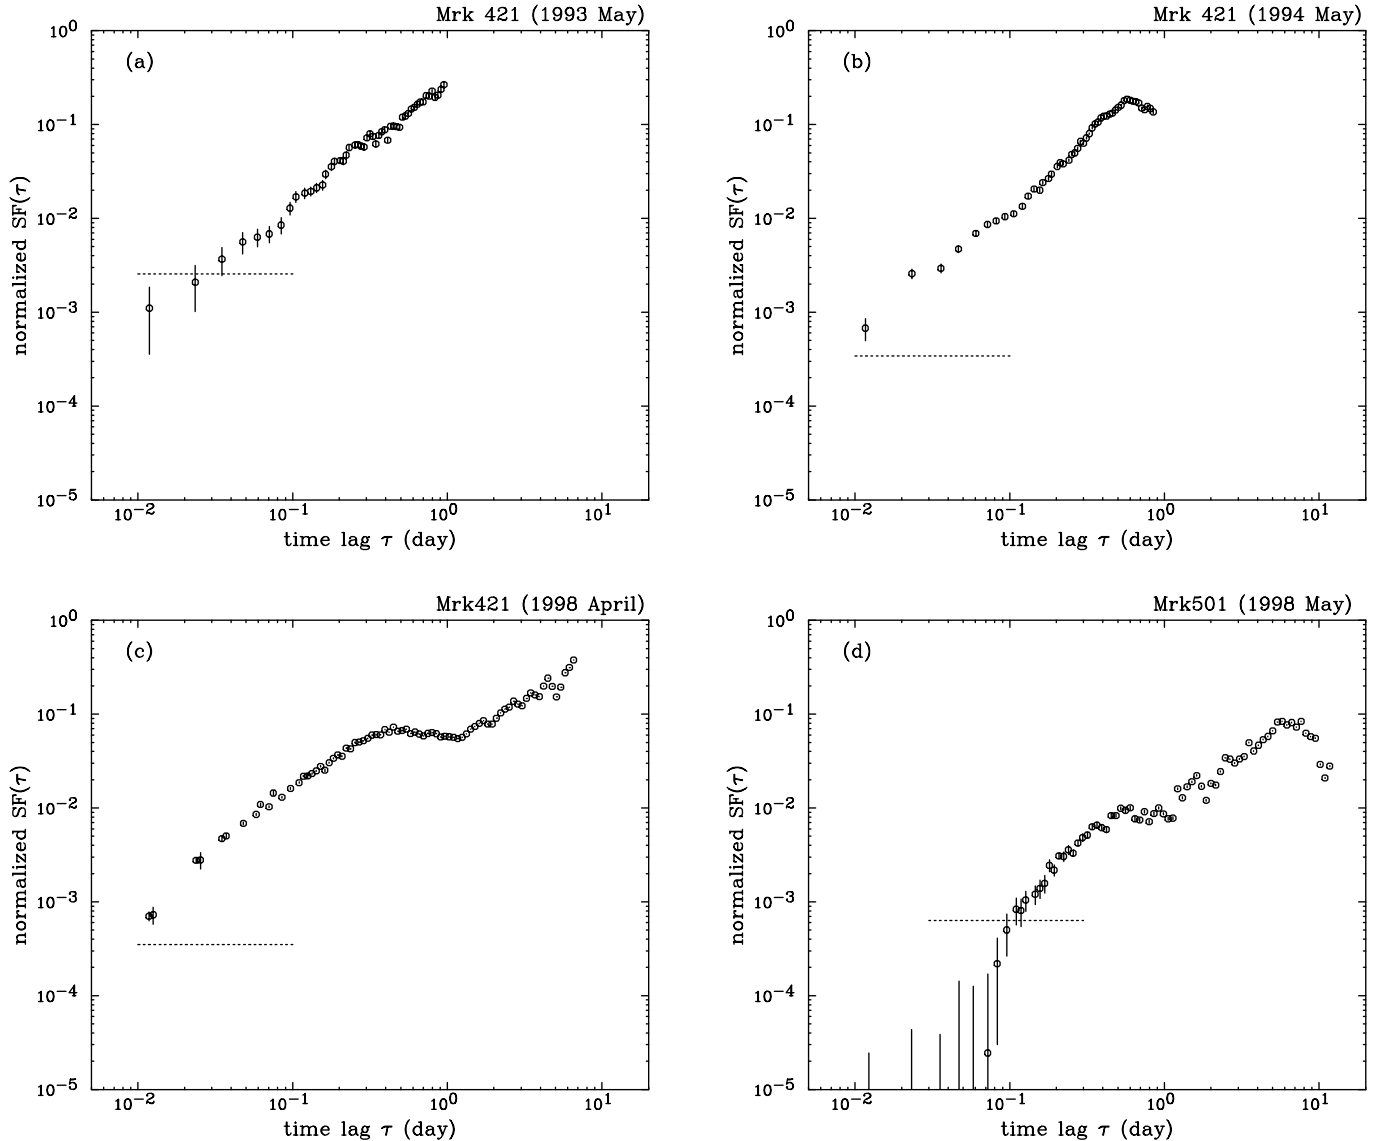 Mrk 421 (1993 May)
(a)
10^0
10^-1
10^-2
10^-3
10^-4
10^-5
normalized SF(τ)
10^-2 10^-1 10^0 10^1
time lag τ (day)
Mrk 421 (1994 May)
(b)
10^0
10^-1
10^-2
10^-3
10^-4
10^-5
normalized SF(τ)
10^-2 10^-1 10^0 10^1
time lag τ (day)
Mrk421 (1998 April)
(c)
10^0
10^-1
10^-2
10^-3
10^-4
10^-5
normalized SF(τ)
10^-2 10^-1 10^0 10^1
time lag τ (day)
Mrk501 (1998 May)
(d)
10^0
10^-1
10^-2
10^-3
10^-4
10^-5
normalized SF(τ)
10^-2 10^-1 10^0 10^1
time lag τ (day)